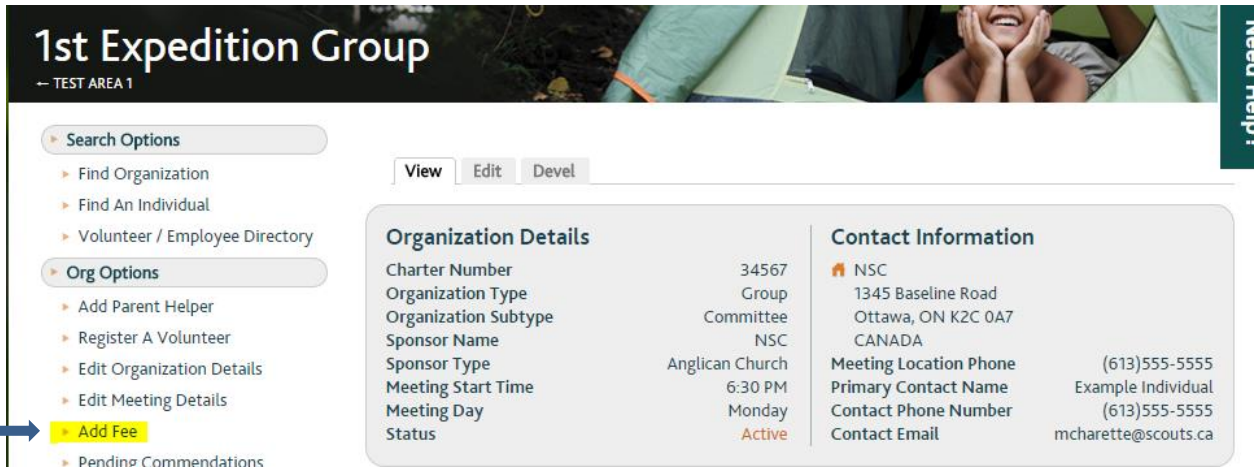 1st Expedition Group
← TEST AREA 1
Need Help?
Search Options
Find Organization
Find An Individual
Volunteer / Employee Directory
Org Options
Add Parent Helper
Register A Volunteer
Edit Organization Details
Edit Meeting Details
Add Fee
Pending Commendations
View Edit Devel
Organization Details
Charter Number 34567
Organization Type Group
Organization Subtype Committee
Sponsor Name NSC
Sponsor Type Anglican Church
Meeting Start Time 6:30 PM
Meeting Day Monday
Status Active
Contact Information
NSC
1345 Baseline Road
Ottawa, ON K2C 0A7
CANADA
Meeting Location Phone (613)555-5555
Primary Contact Name Example Individual
Contact Phone Number (613)555-5555
Contact Email mcharette@scouts.ca